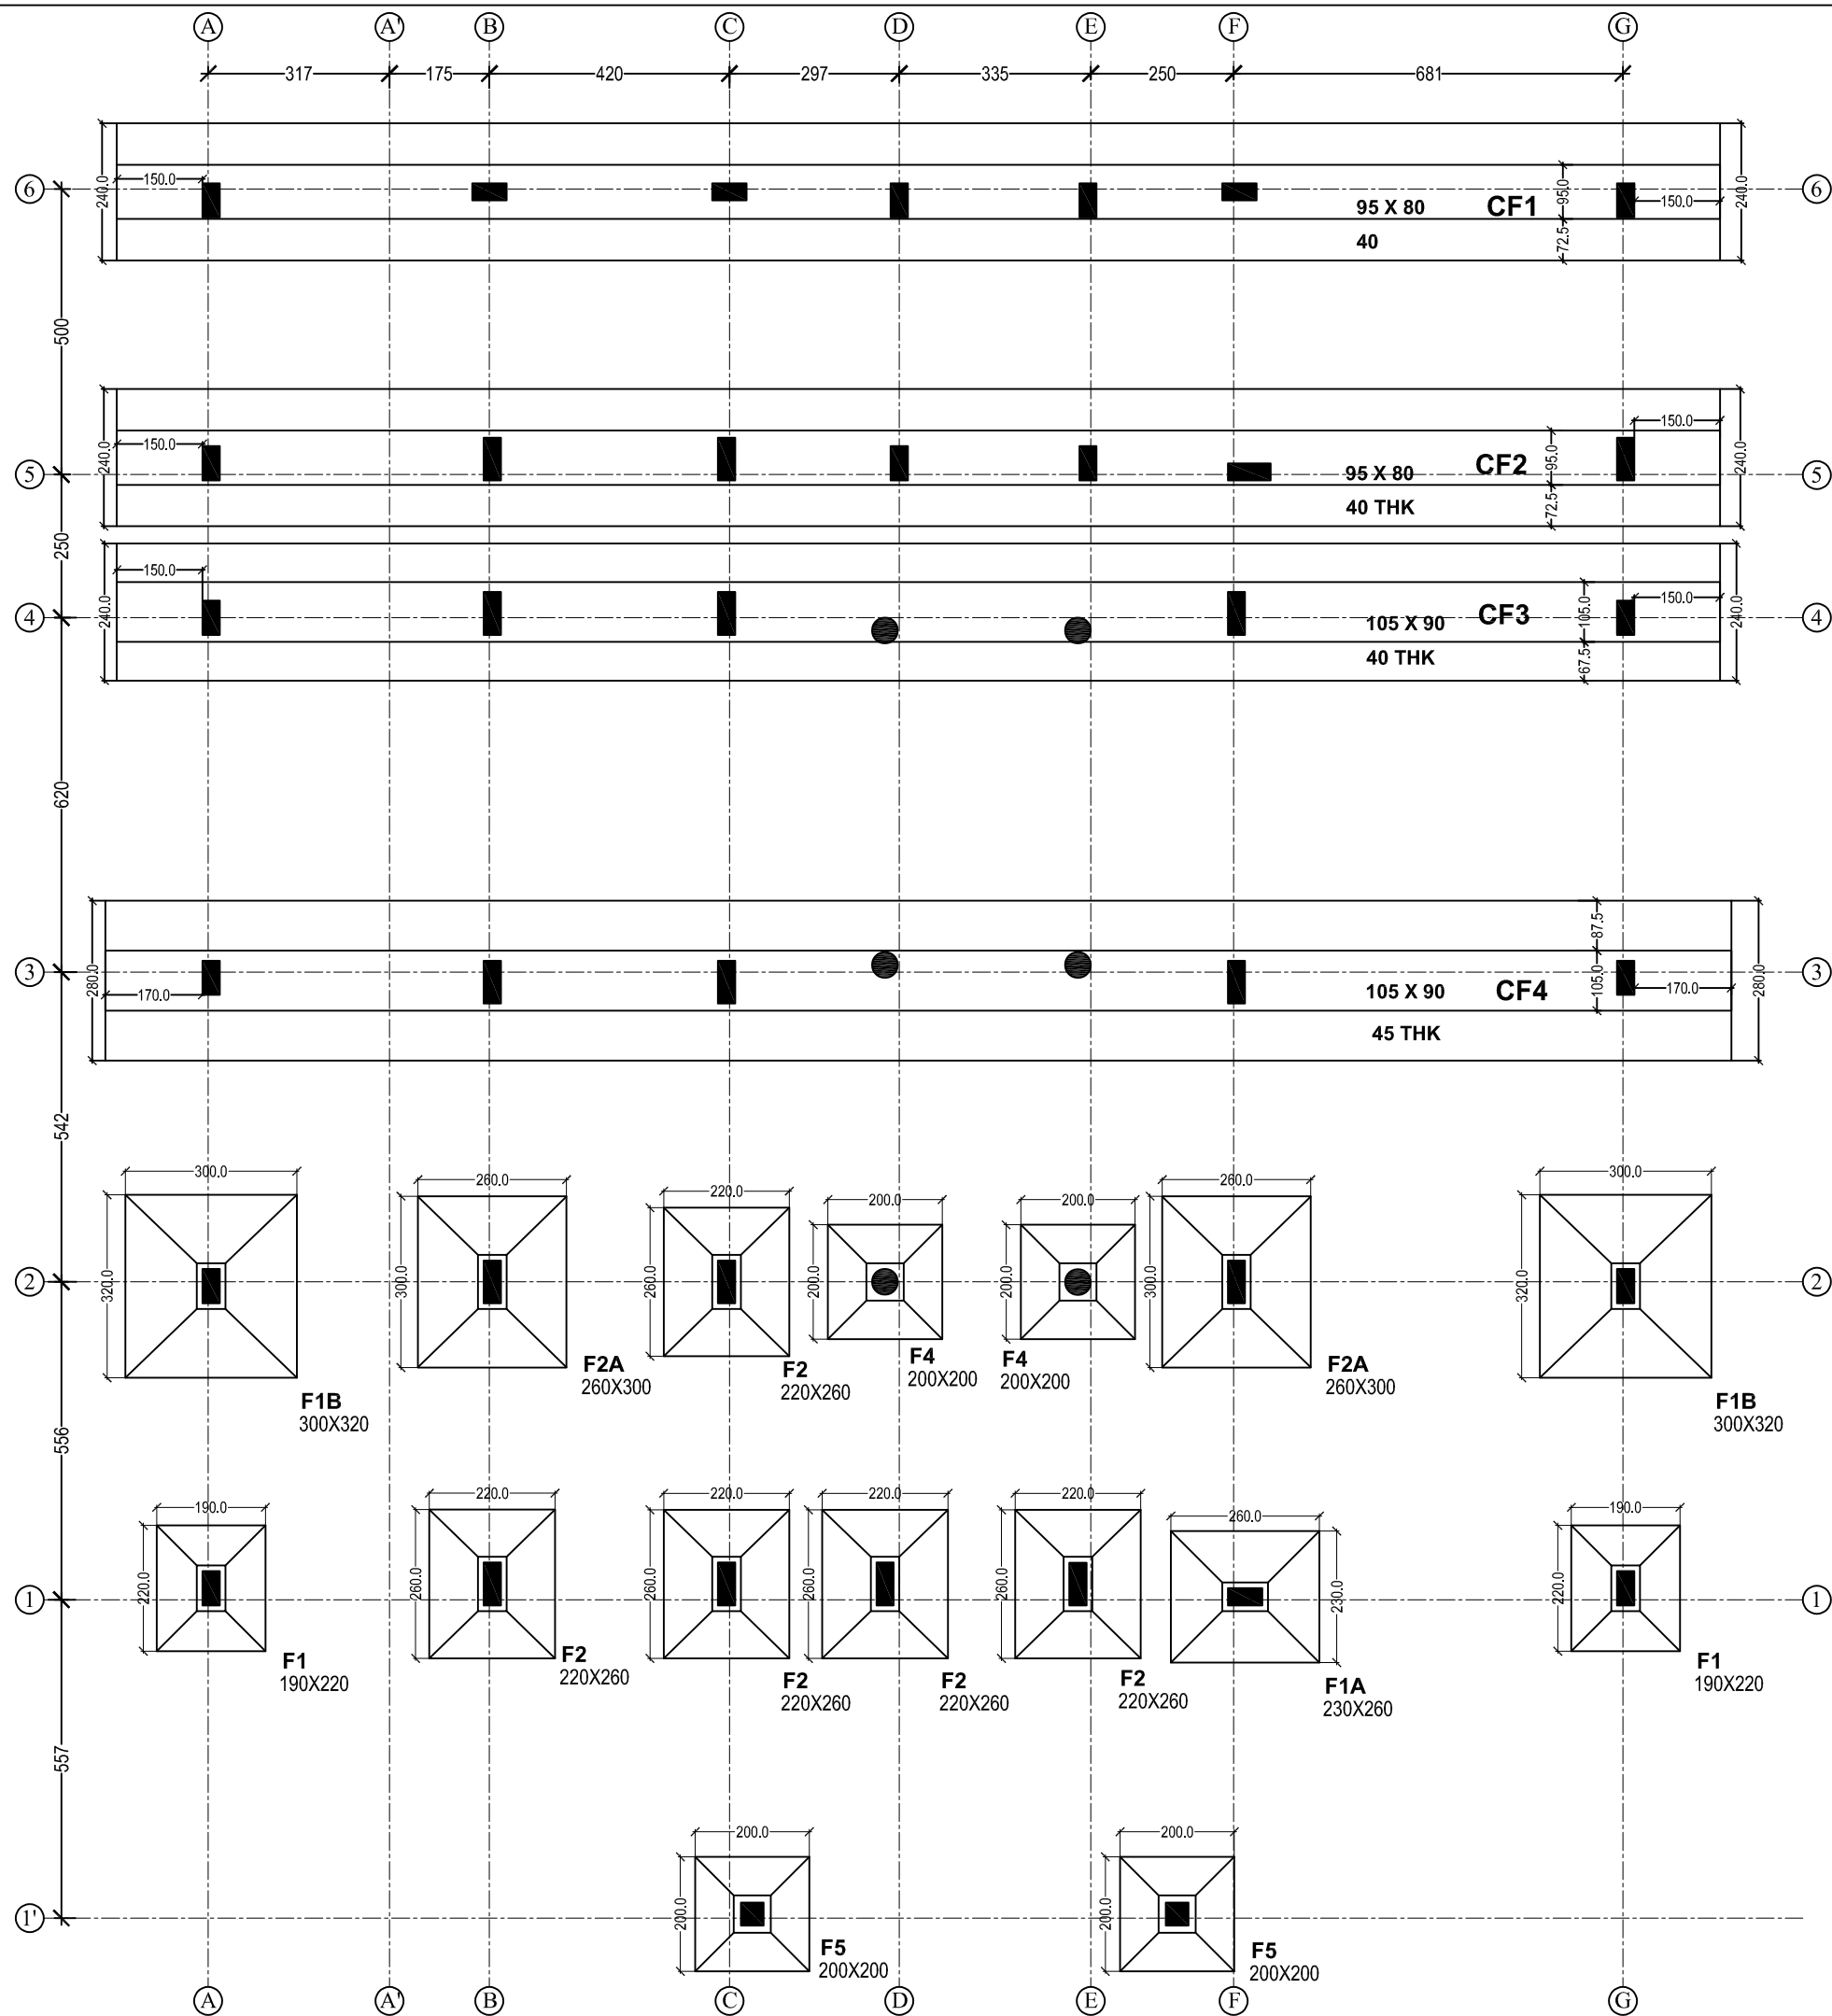 A A' B C D E F G
317 175 420 297 335 250 681
6 240.0 150.0 95 X 80 CF1 95.0 150.0 240.0 6
40 72.5
500
5 240.0 150.0 95 X 80 CF2 95.0 150.0 240.0 5
40 THK 72.5
250
4 240.0 150.0 105 X 90 CF3 105.0 150.0 240.0 4
40 THK 67.5
620
87.5
3 280.0 170.0 105 X 90 CF4 105.0 170.0 280.0 3
45 THK
542
300.0 260.0 220.0 200.0 200.0 260.0 300.0
2 320.0 300.0 260.0 200.0 200.0 300.0 320.0 2
F1B F2A F2 F4 F4 F2A F1B
300X320 260X300 220X260 200X200 200X200 260X300 300X320
556
190.0 220.0 220.0 220.0 220.0 260.0 190.0
1 220.0 260.0 260.0 260.0 260.0 230.0 220.0 1
F1 F2 F2 F2 F2 F1A F1
190X220 220X260 220X260 220X260 220X260 230X260 190X220
557
200.0 200.0
1' 200.0 200.0
F5 F5
200X200 200X200
A A' B C D E F G